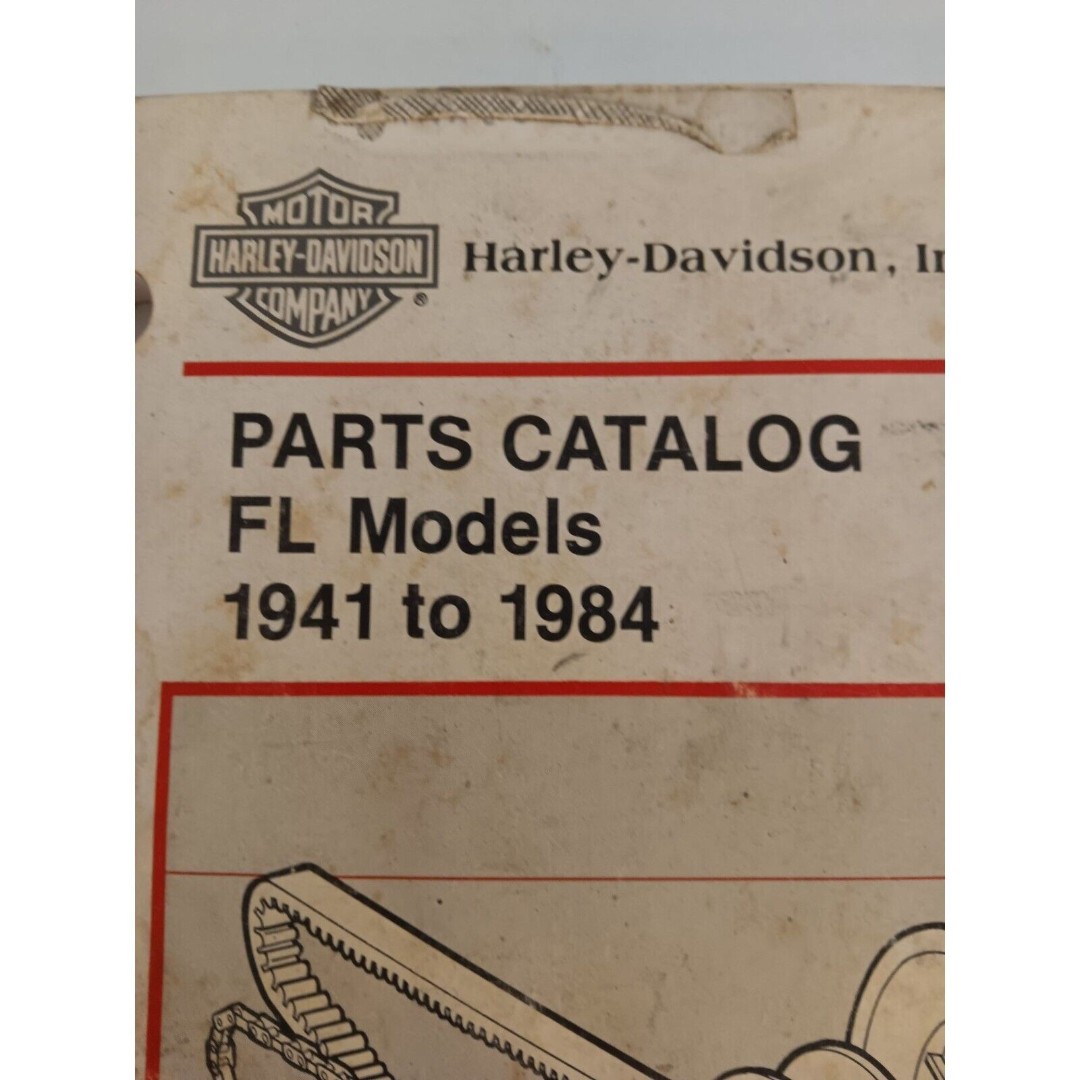 MOTOR
HARLEY-DAVIDSON
COMPANY
®
Harley-Davidson, In
PARTS CATALOG
FL Models
1941 to 1984